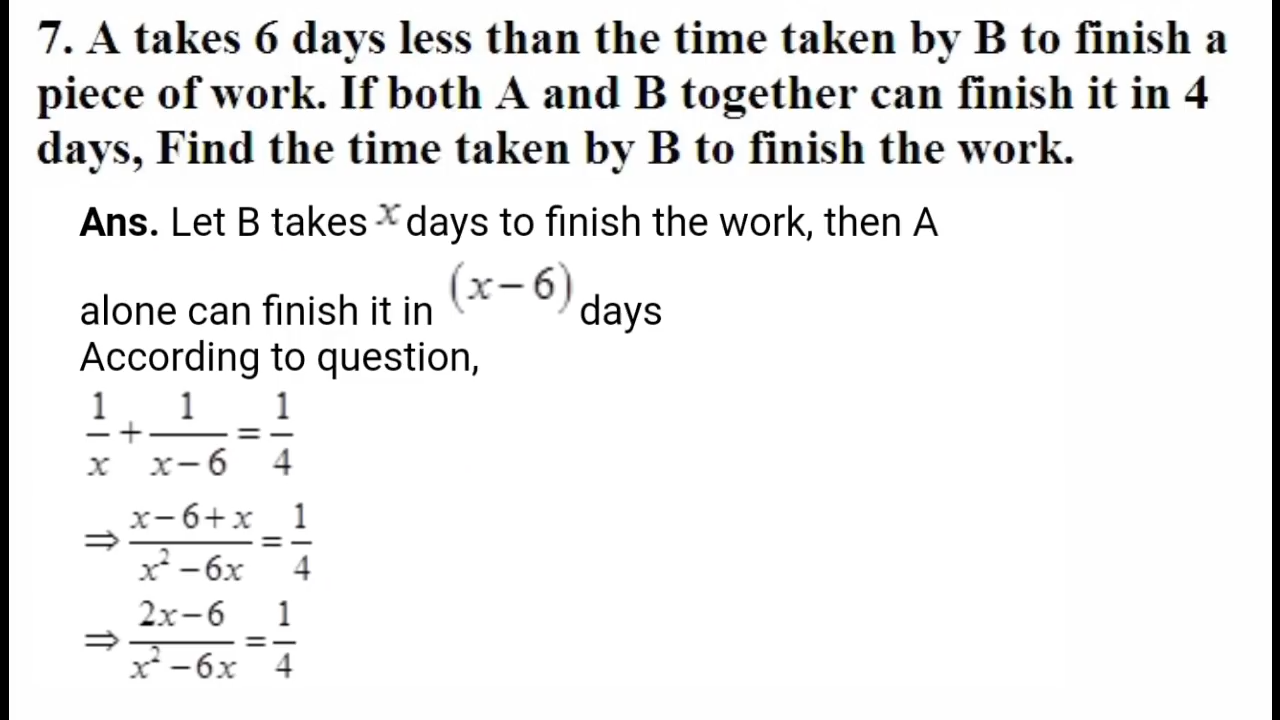 7. A takes 6 days less than the time taken by B to finish a
piece of work. If both A and B together can finish it in 4
days, Find the time taken by B to finish the work.
Ans. Let B takes x days to finish the work, then A
alone can finish it in (x−6) days
According to question,
1/x + 1/(x−6) = 1/4
⇒ (x−6+x)/(x²−6x) = 1/4
⇒ (2x−6)/(x²−6x) = 1/4